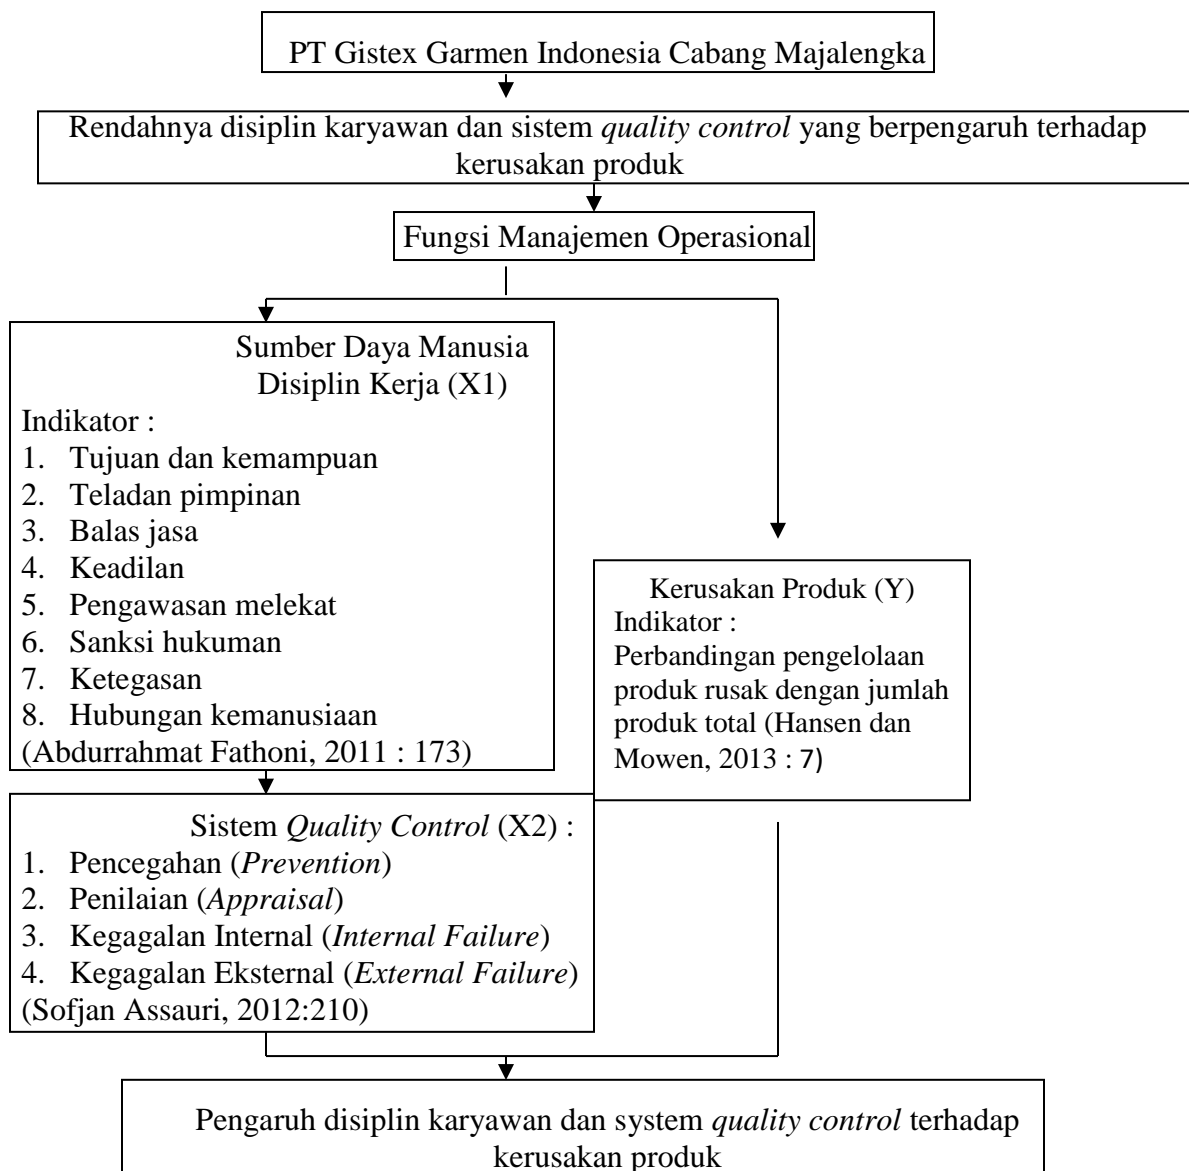 PT Gistex Garmen Indonesia Cabang Majalengka
Rendahnya disiplin karyawan dan sistem quality control yang berpengaruh terhadap
kerusakan produk
Fungsi Manajemen Operasional
Sumber Daya Manusia
Disiplin Kerja (X1)
Indikator :
1. Tujuan dan kemampuan
2. Teladan pimpinan
3. Balas jasa
4. Keadilan
5. Pengawasan melekat
6. Sanksi hukuman
7. Ketegasan
8. Hubungan kemanusiaan
(Abdurrahmat Fathoni, 2011 : 173)
Kerusakan Produk (Y)
Indikator :
Perbandingan pengelolaan
produk rusak dengan jumlah
produk total (Hansen dan
Mowen, 2013 : 7)
Sistem Quality Control (X2) :
1. Pencegahan (Prevention)
2. Penilaian (Appraisal)
3. Kegagalan Internal (Internal Failure)
4. Kegagalan Eksternal (External Failure)
(Sofjan Assauri, 2012:210)
Pengaruh disiplin karyawan dan system quality control terhadap
kerusakan produk